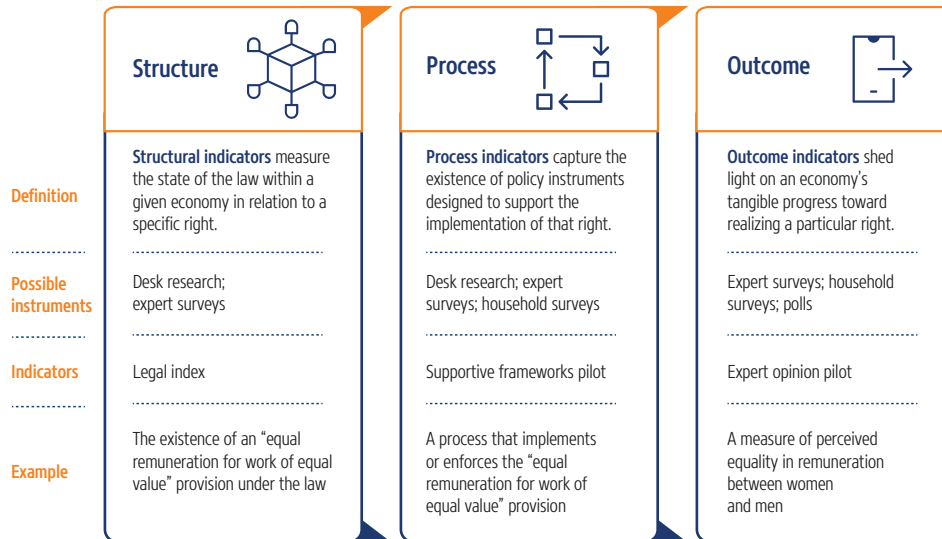 Structure
Process
Outcome
Definition
Structural indicators measure
the state of the law within a
given economy in relation to a
specific right.
Process indicators capture the
existence of policy instruments
designed to support the
implementation of that right.
Outcome indicators shed
light on an economy’s
tangible progress toward
realizing a particular right.
Possible
instruments
Desk research;
expert surveys
Desk research; expert
surveys; household surveys
Expert surveys; household
surveys; polls
Indicators
Legal index
Supportive frameworks pilot
Expert opinion pilot
Example
The existence of an “equal
remuneration for work of equal
value” provision under the law
A process that implements
or enforces the “equal
remuneration for work of
equal value” provision
A measure of perceived
equality in remuneration
between women
and men